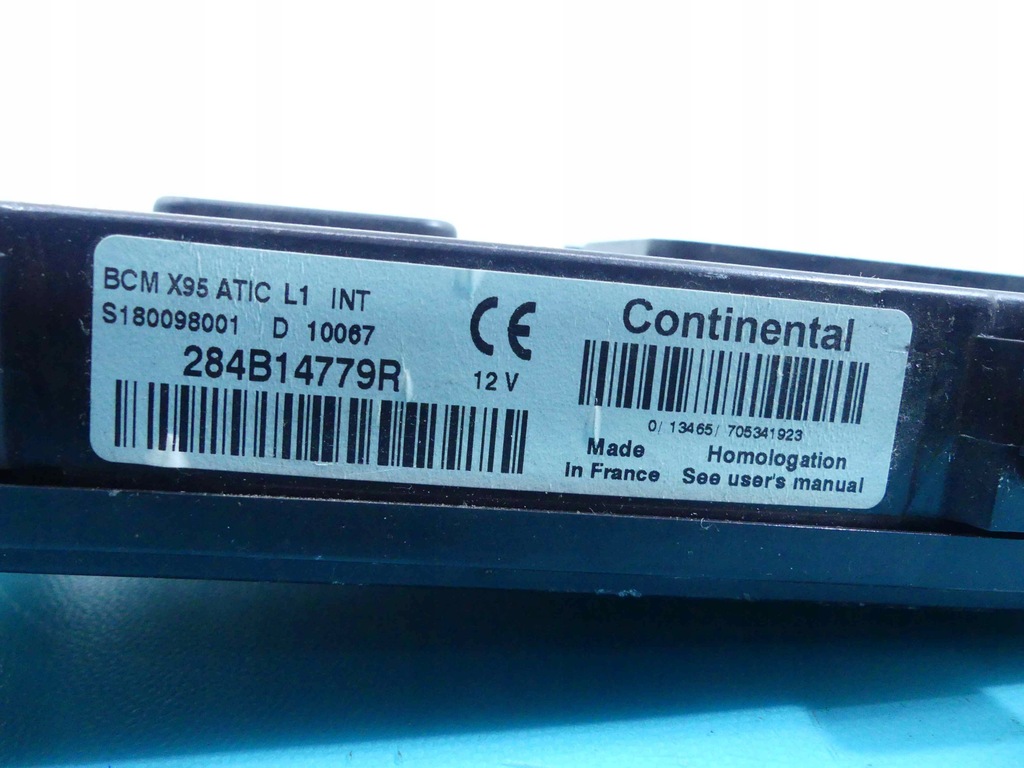 BCM X95 ATIC L1 INT
S180098001 D 10067
284B14779R
CE
12 V
Continental
0/ 13465/ 705341923
Made
in France
Homologation
See user's manual